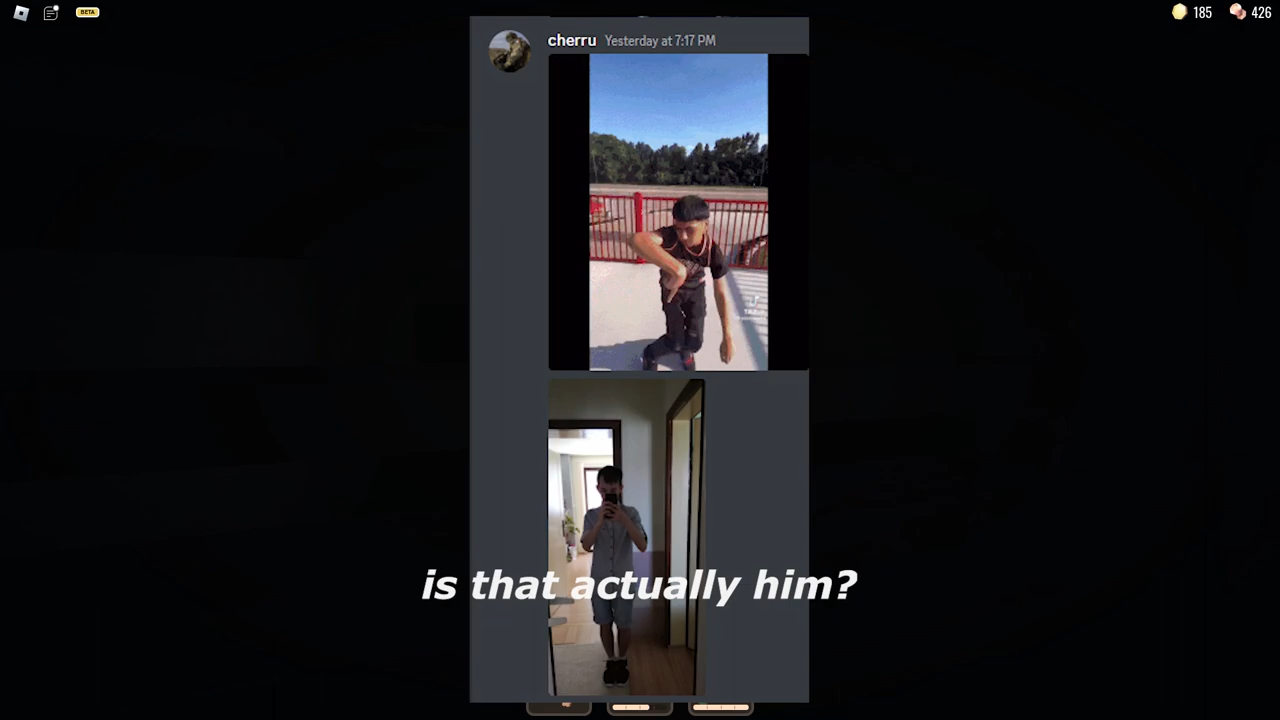 BETA
185
426
cherru Yesterday at 7:17 PM
is that actually him?